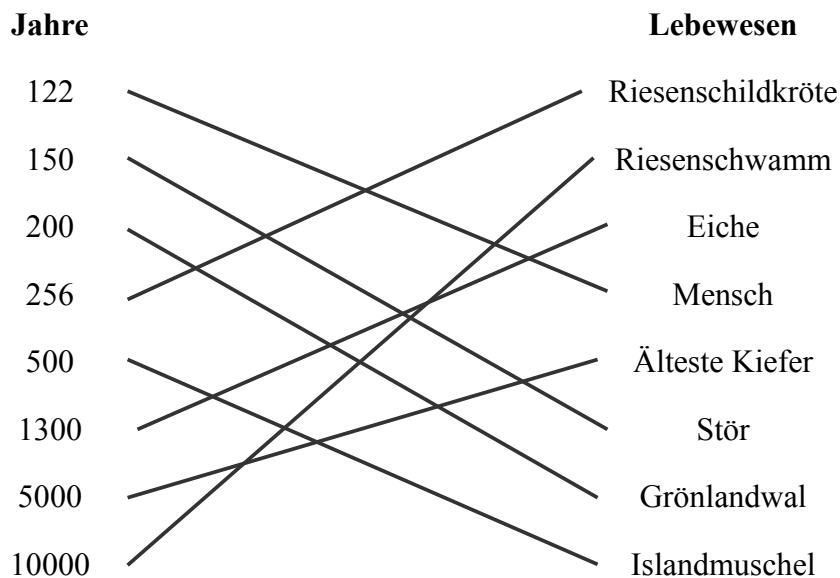 Jahre Lebewesen
122 Riesenschildkröte
150 Riesenschwamm
200 Eiche
256 Mensch
500 Älteste Kiefer
1300 Stör
5000 Grönlandwal
10000 Islandmuschel